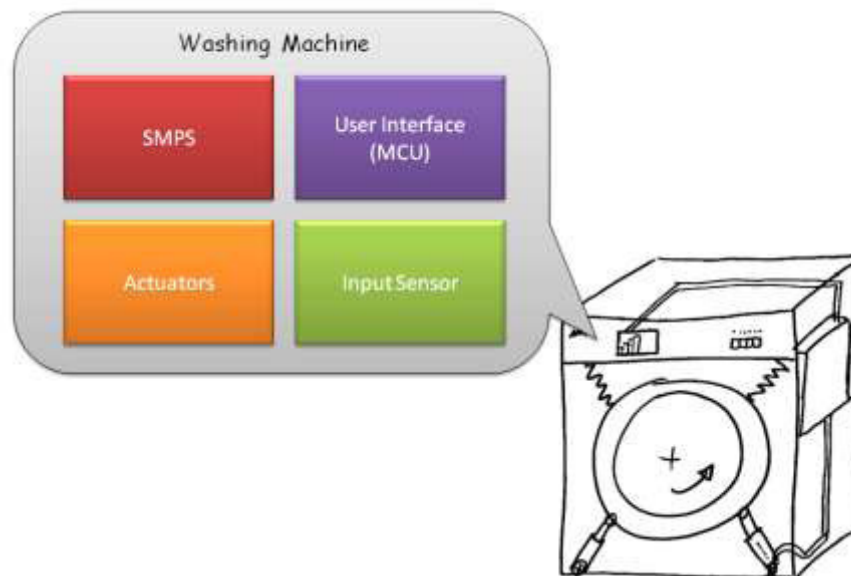 Washing Machine
SMPS
User Interface
(MCU)
Actuators
Input Sensor